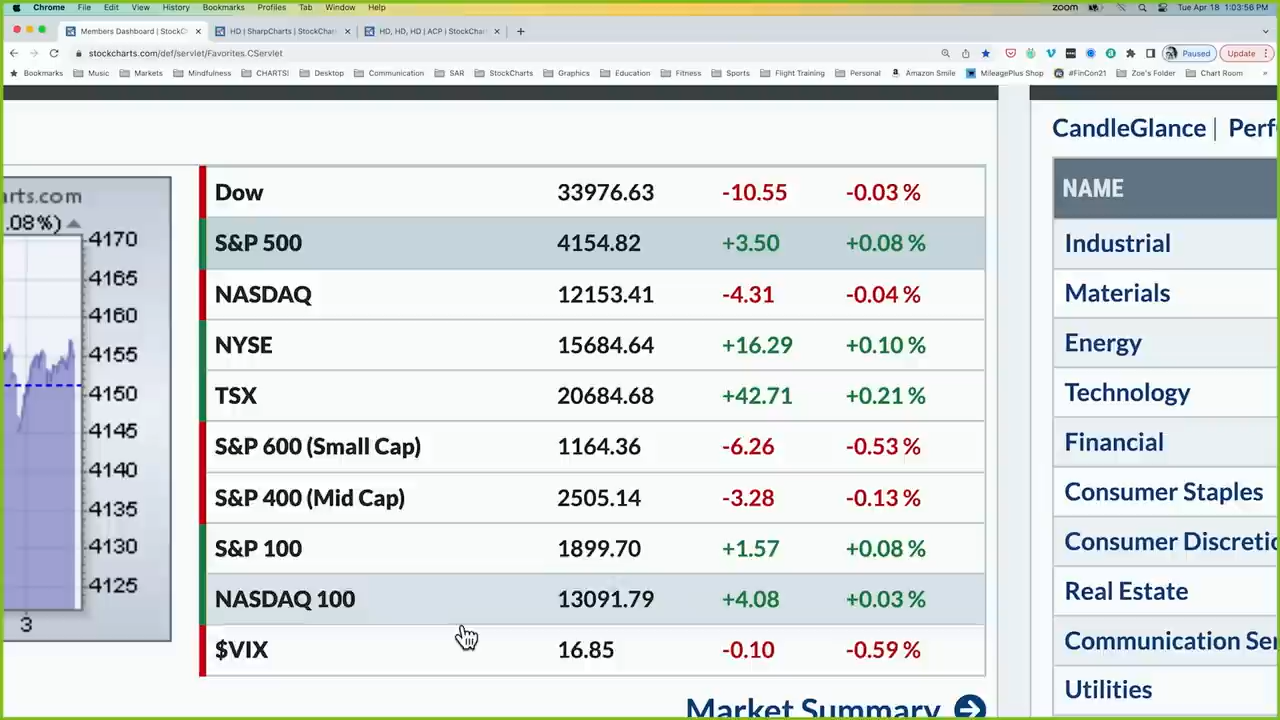 Chrome File Edit View History Bookmarks Profiles Tab Window Help zoom Tue Apr 18 1:03:56 PM
Members Dashboard | StockC HD | SharpCharts | StockChar HD, HD, HD | ACP | StockChar
stockcharts.com/def/servlet/Favorites.CServlet Paused Update
Bookmarks Music Markets Mindfulness CHARTS! Desktop Communication SAR StockCharts Graphics Education Fitness Sports Flight Training Personal Amazon Smile MileagePlus Shop #FinCon21 Zoe's Folder Chart Room »
CandleGlance | Perf
arts.com
.08%)
4170
4165
4160
4155
4150
4145
4140
4135
4130
4125
3
Dow 33976.63 -10.55 -0.03 %
S&P 500 4154.82 +3.50 +0.08 %
NASDAQ 12153.41 -4.31 -0.04 %
NYSE 15684.64 +16.29 +0.10 %
TSX 20684.68 +42.71 +0.21 %
S&P 600 (Small Cap) 1164.36 -6.26 -0.53 %
S&P 400 (Mid Cap) 2505.14 -3.28 -0.13 %
S&P 100 1899.70 +1.57 +0.08 %
NASDAQ 100 13091.79 +4.08 +0.03 %
$VIX 16.85 -0.10 -0.59 %
Market Summary
NAME
Industrial
Materials
Energy
Technology
Financial
Consumer Staples
Consumer Discretic
Real Estate
Communication Ser
Utilities